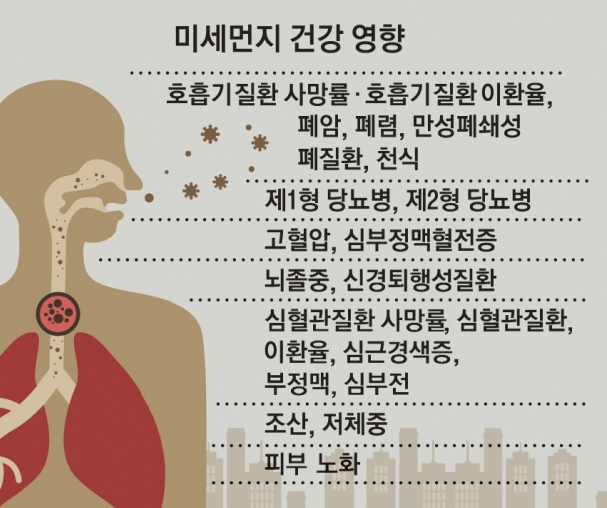 미세먼지 건강 영향
호흡기질환 사망률·호흡기질환 이환율,
폐암, 폐렴, 만성폐쇄성
폐질환, 천식
제1형 당뇨병, 제2형 당뇨병
고혈압, 심부정맥혈전증
뇌졸중, 신경퇴행성질환
심혈관질환 사망률, 심혈관질환,
이환율, 심근경색증,
부정맥, 심부전
조산, 저체중
피부 노화